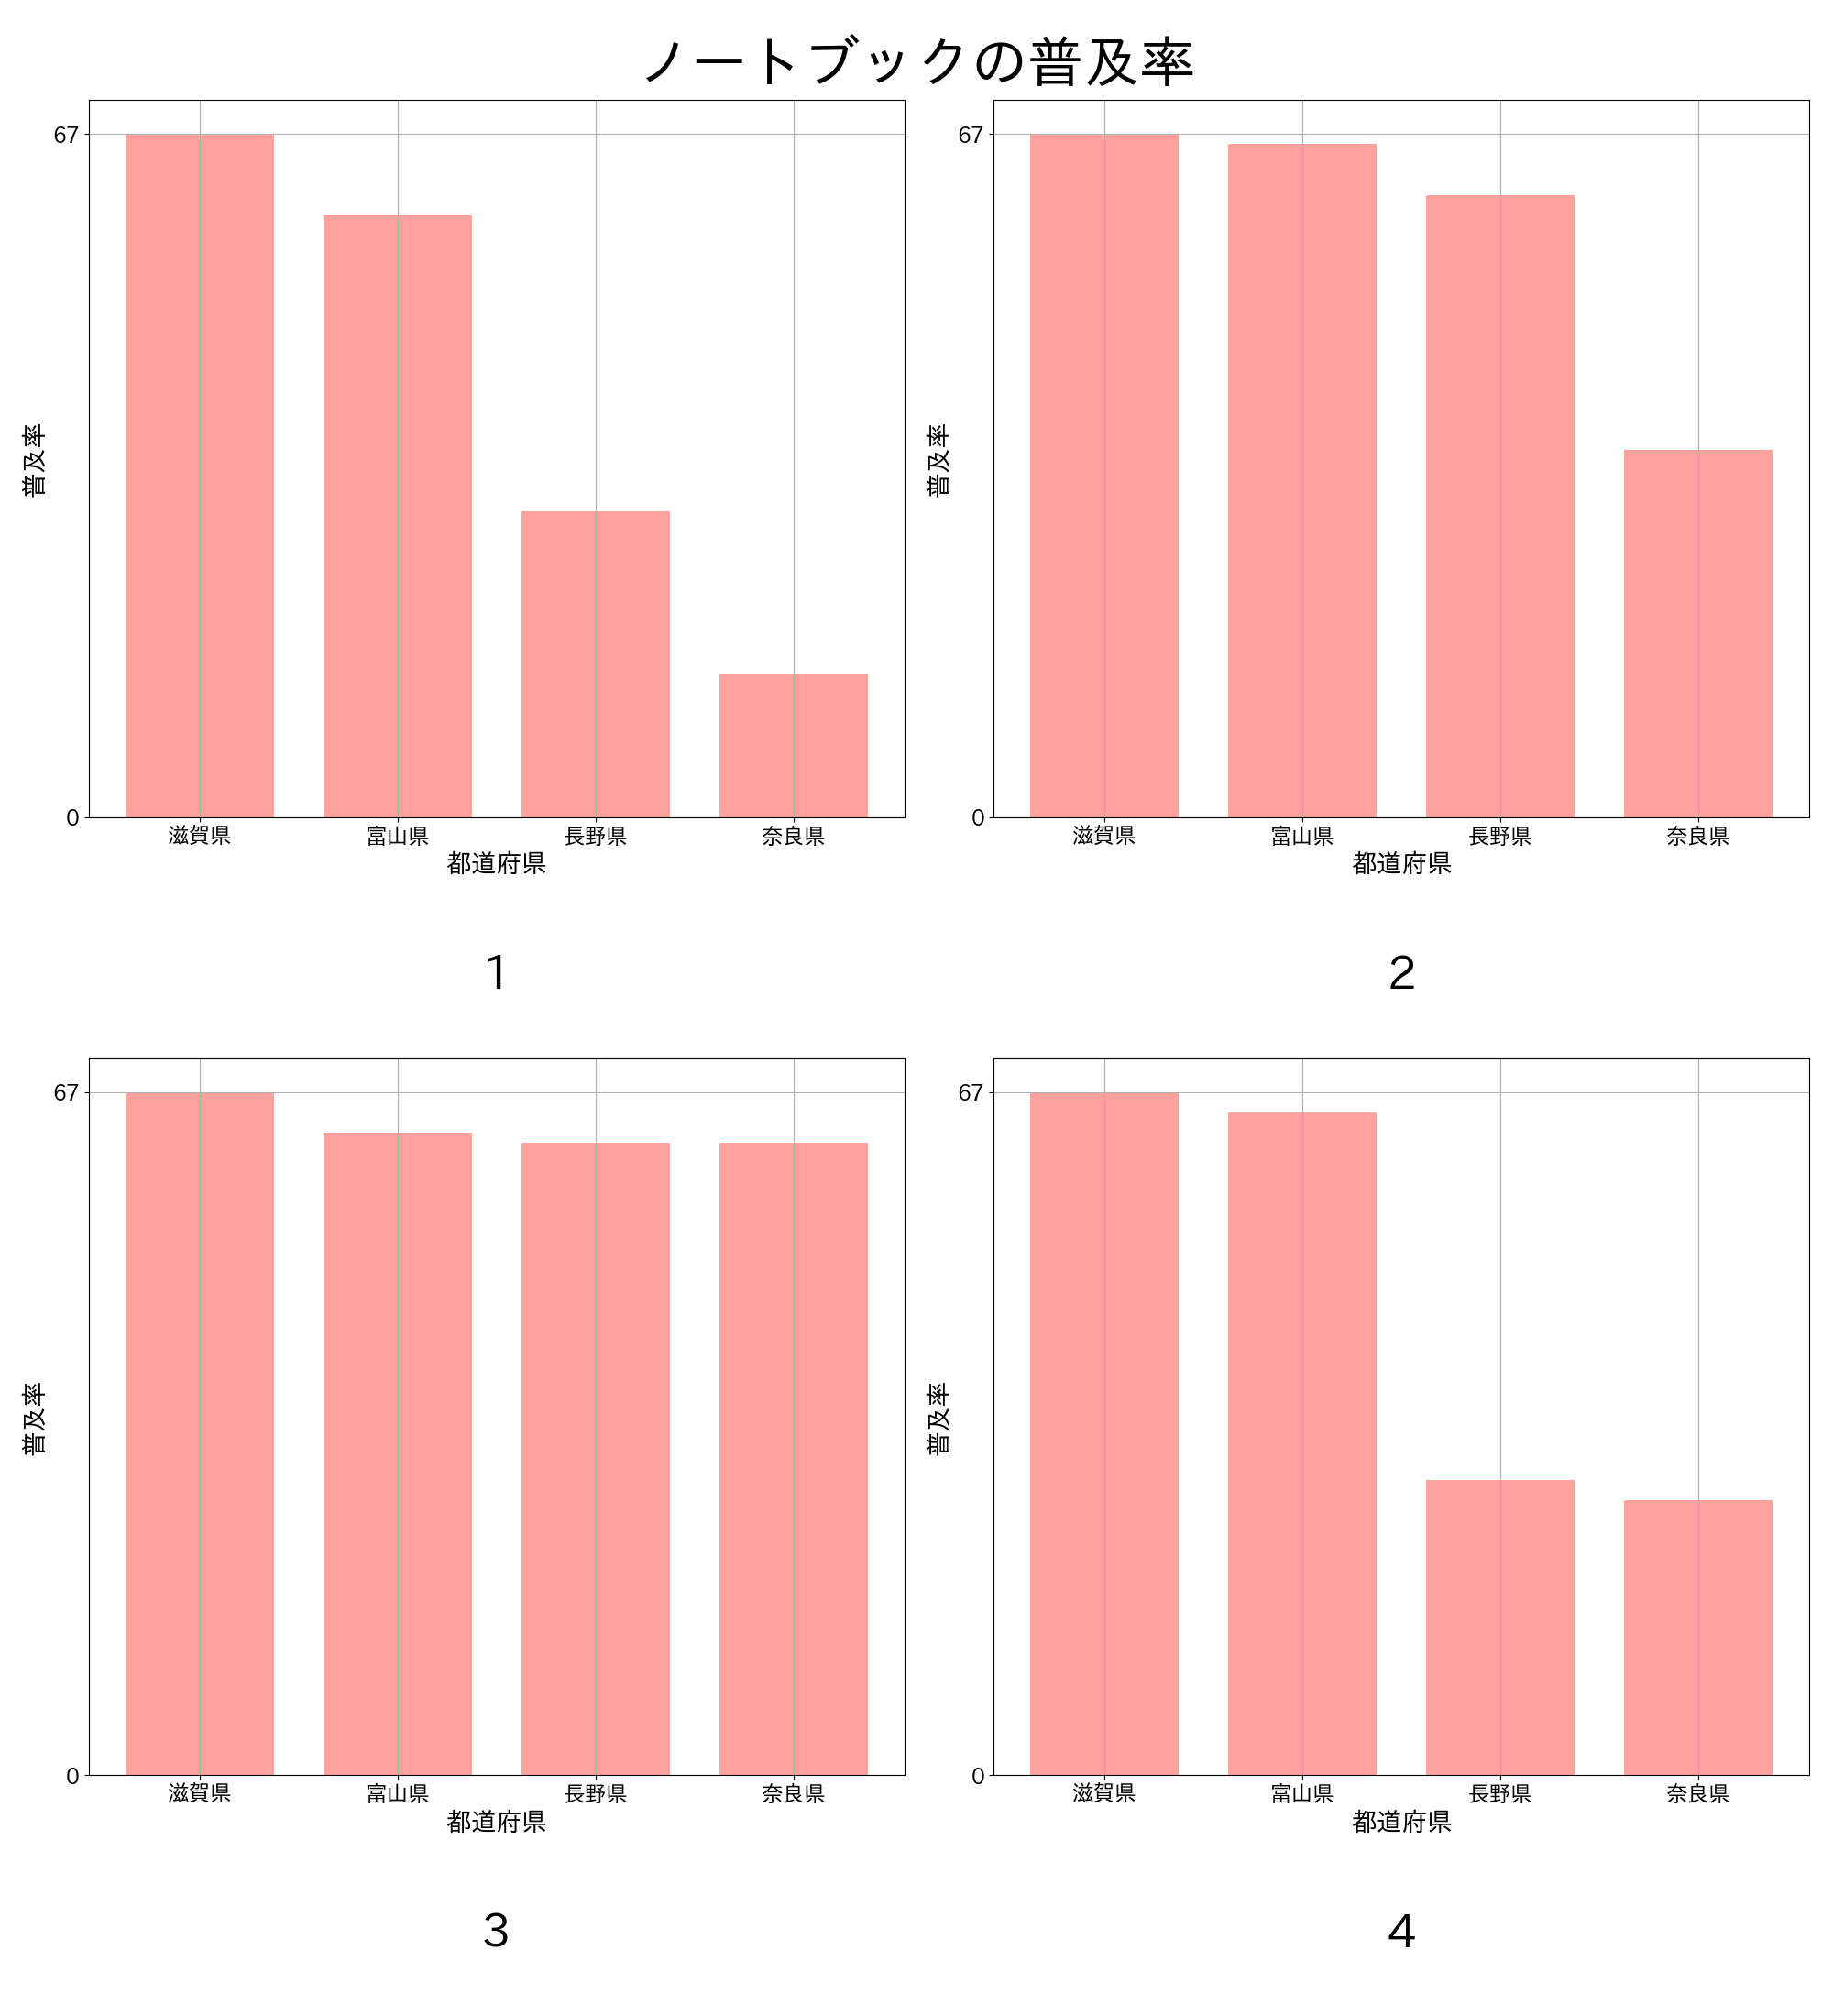 ノートブックの普及率
67
0
普及率
滋賀県 富山県 長野県 奈良県
都道府県
1
67
0
普及率
滋賀県 富山県 長野県 奈良県
都道府県
2
67
0
普及率
滋賀県 富山県 長野県 奈良県
都道府県
3
67
0
普及率
滋賀県 富山県 長野県 奈良県
都道府県
4